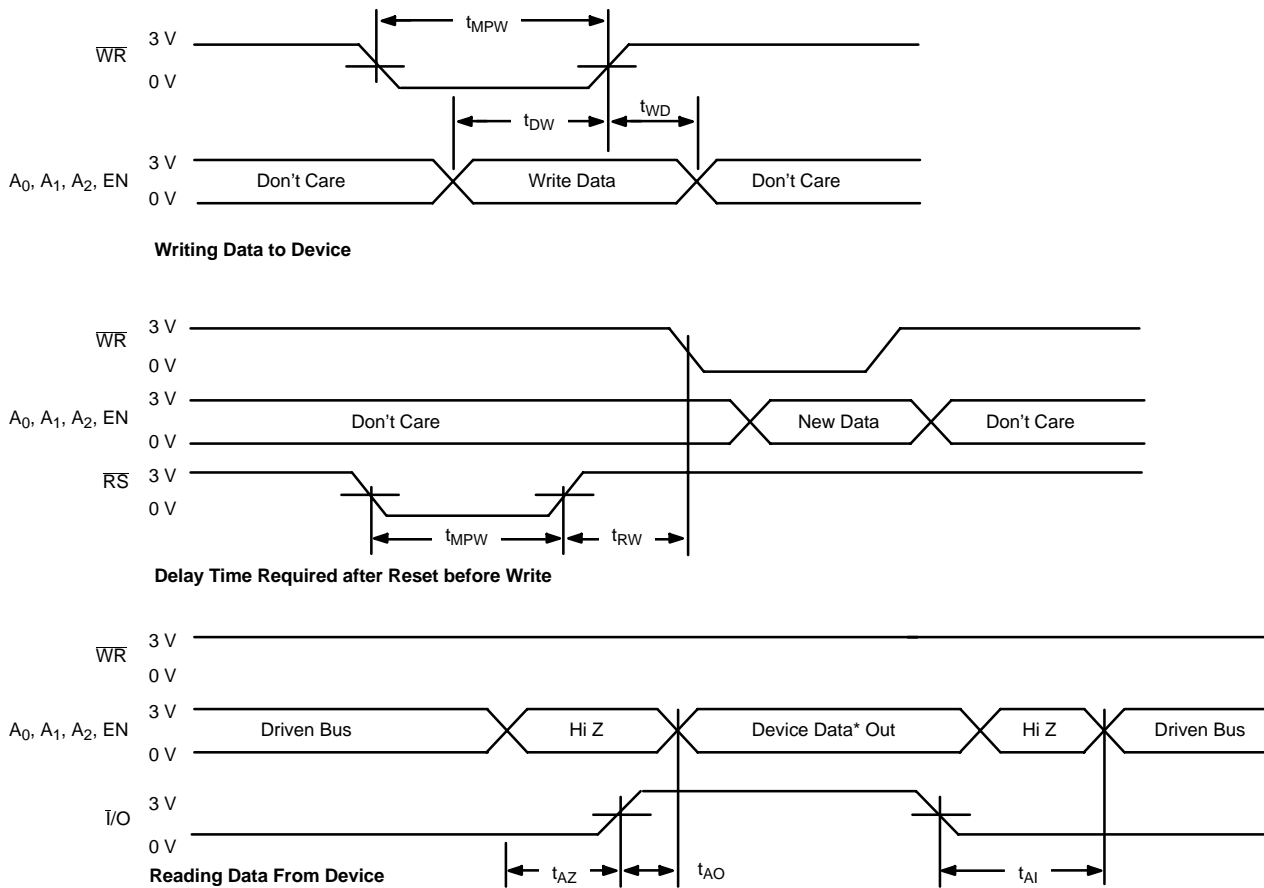 tMPW
WR
3 V
0 V
tDW
tWD
A0, A1, A2, EN
3 V
0 V
Don't Care
Write Data
Don't Care
Writing Data to Device
WR
3 V
0 V
A0, A1, A2, EN
3 V
0 V
Don't Care
New Data
Don't Care
RS
3 V
0 V
tMPW
tRW
Delay Time Required after Reset before Write
WR
3 V
0 V
A0, A1, A2, EN
3 V
0 V
Driven Bus
Hi Z
Device Data* Out
Hi Z
Driven Bus
I/O
3 V
0 V
tAZ
tAO
tAI
Reading Data From Device